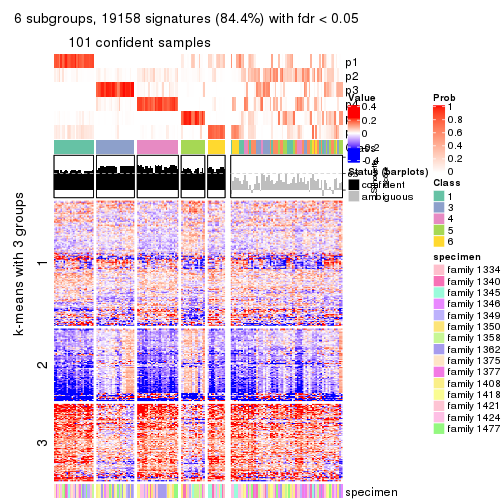 6 subgroups, 19158 signatures (84.4%) with fdr < 0.05
101 confident samples
p1
p2
p3
Value
0.4
0.2
0
-0.2
-0.4
Status (barplots)
confident
ambiguous
Prob
1
0.8
0.6
0.4
0.2
0
Class
1
3
4
5
6
specimen
family 1334
family 1340
family 1345
family 1346
family 1349
family 1350
family 1358
family 1362
family 1375
family 1377
family 1408
family 1418
family 1421
family 1424
family 1477
k-means with 3 groups
1
2
3
specimen